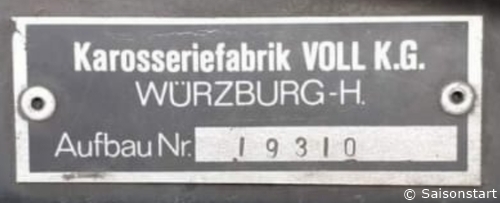 Karosseriefabrik VOLL K.G.
WÜRZBURG-H.
Aufbau Nr. 19310
© Saisonstart